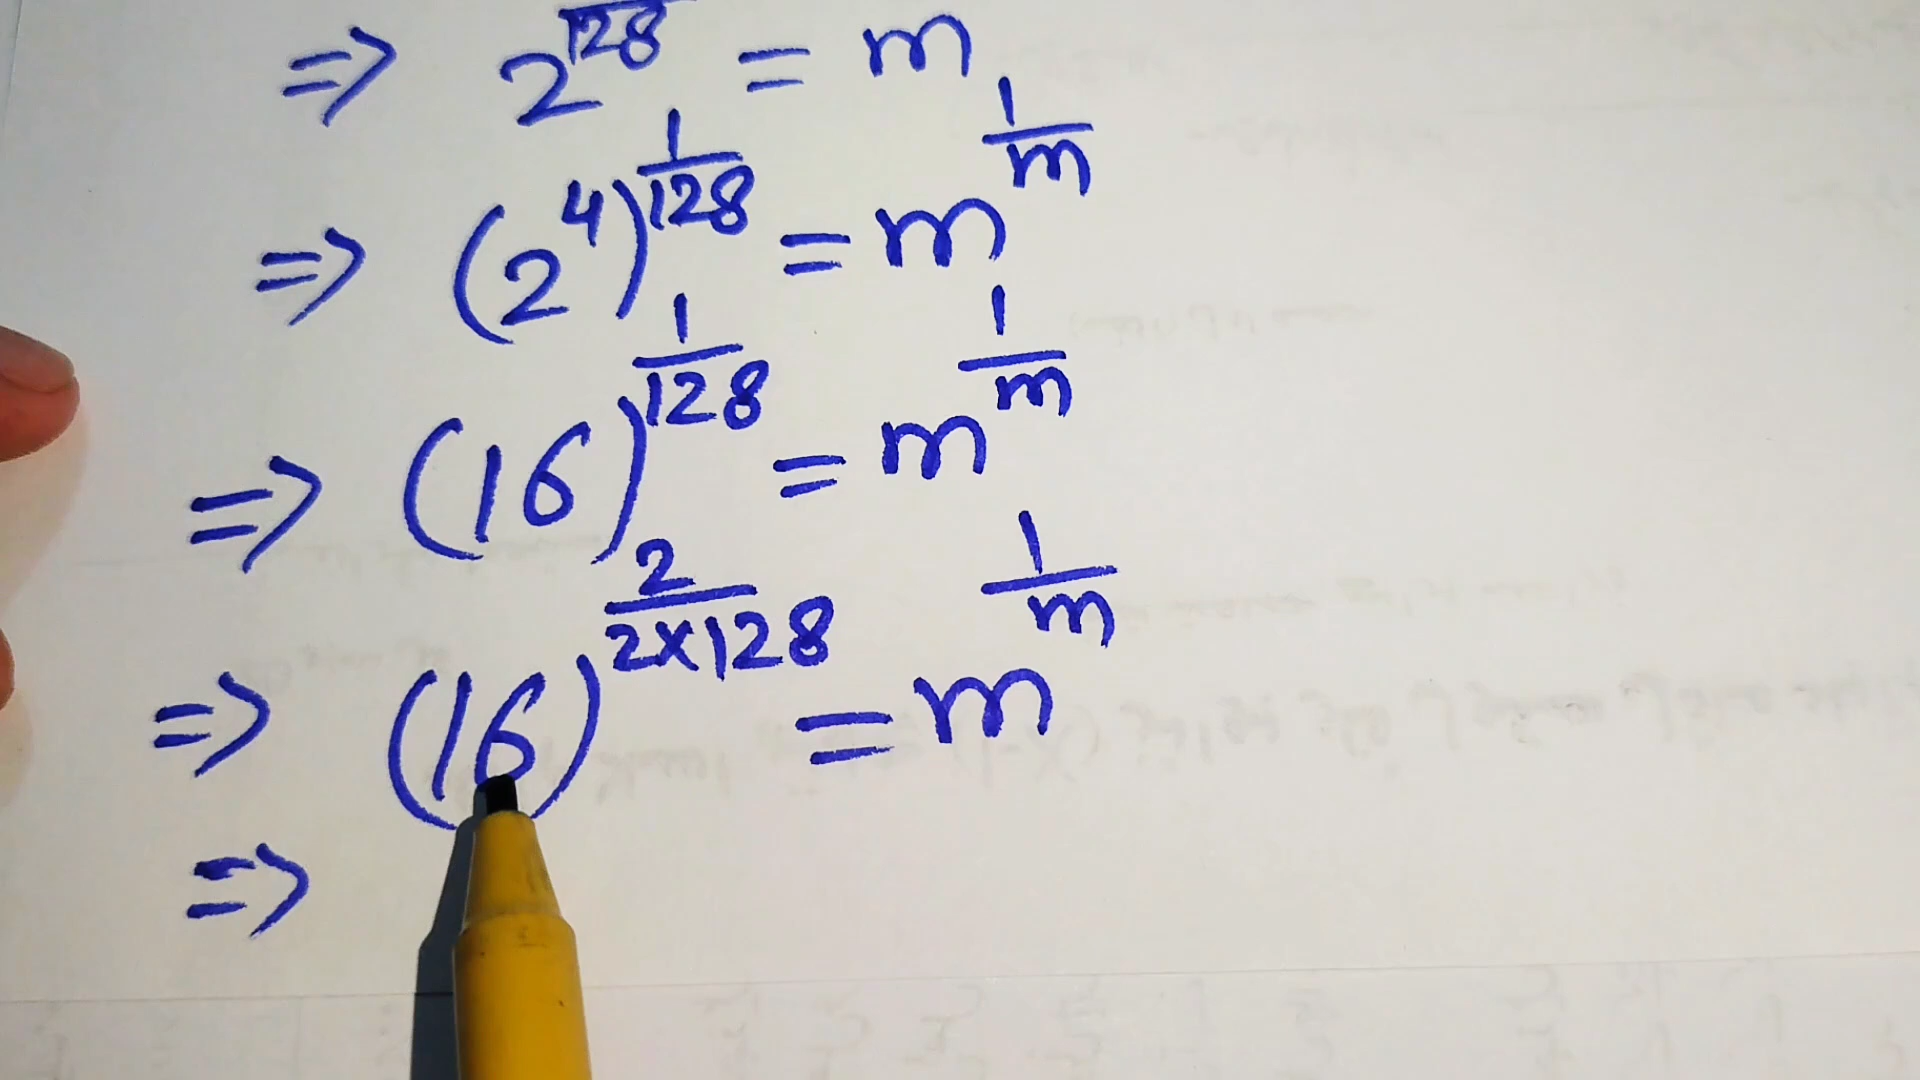 ⇒ 2^128 = m
⇒ (2^4)^(1/128) = m^(1/m)
⇒ (16)^(1/128) = m^(1/m)
⇒ (16)^(2/(2×128)) = m^(1/m)
⇒